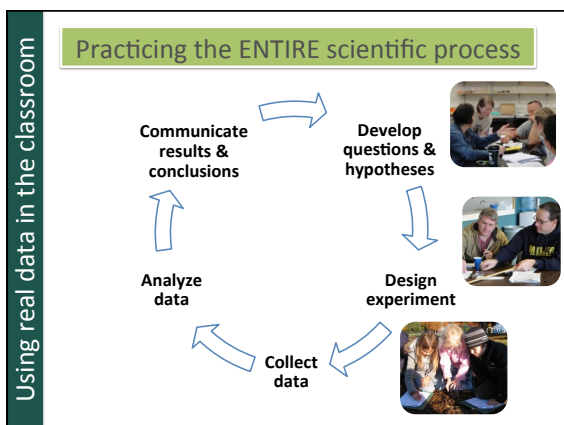 Using real data in the classroom
Practicing the ENTIRE scientific process
Communicate
results &
conclusions
Develop
questions &
hypotheses
Design
experiment
Collect
data
Analyze
data